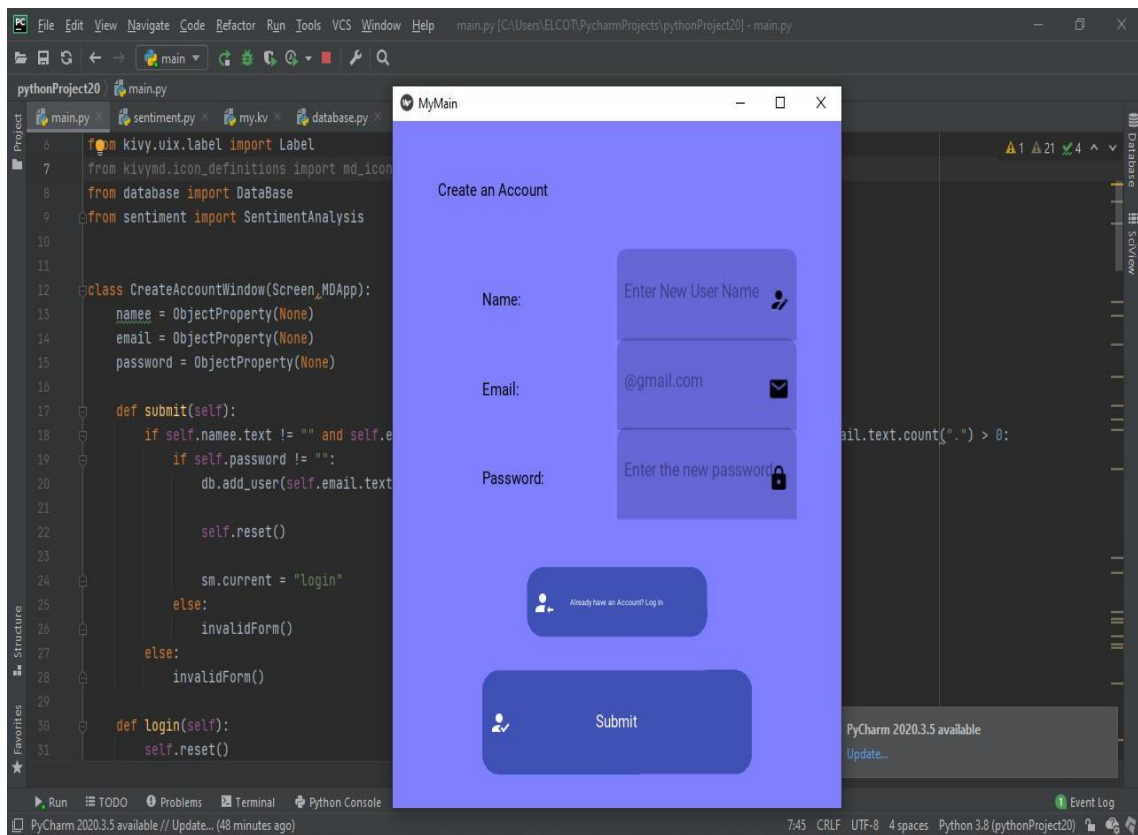 PC File Edit View Navigate Code Refactor Run Tools VCS Window Help main.py [C:\Users\ELCOT\PycharmProjects\pythonProject20] - main.py
main
pythonProject20 main.py
main.py sentiment.py my.kv database.py
Project
Structure
Favorites
Database
SciView
1 21 4
6 from kivy.uix.label import Label
7 from kivymd.icon_definitions import md_icon
8 from database import DataBase
9 from sentiment import SentimentAnalysis
10
11
12 class CreateAccountWindow(Screen,MDApp):
13 namee = ObjectProperty(None)
14 email = ObjectProperty(None)
15 password = ObjectProperty(None)
16
17 def submit(self):
18 if self.namee.text != "" and self.e ail.text.count(".") > 0:
19 if self.password != "":
20 db.add_user(self.email.text
21
22 self.reset()
23
24 sm.current = "login"
25 else:
26 invalidForm()
27 else:
28 invalidForm()
29
30 def login(self):
31 self.reset()
MyMain
Create an Account
Name: Enter New User Name
Email: @gmail.com
Password: Enter the new password
Already have an Account? Log In
Submit
PyCharm 2020.3.5 available
Update...
Run TODO Problems Terminal Python Console 1 Event Log
PyCharm 2020.3.5 available // Update... (48 minutes ago) 7:45 CRLF UTF-8 4 spaces Python 3.8 (pythonProject20)